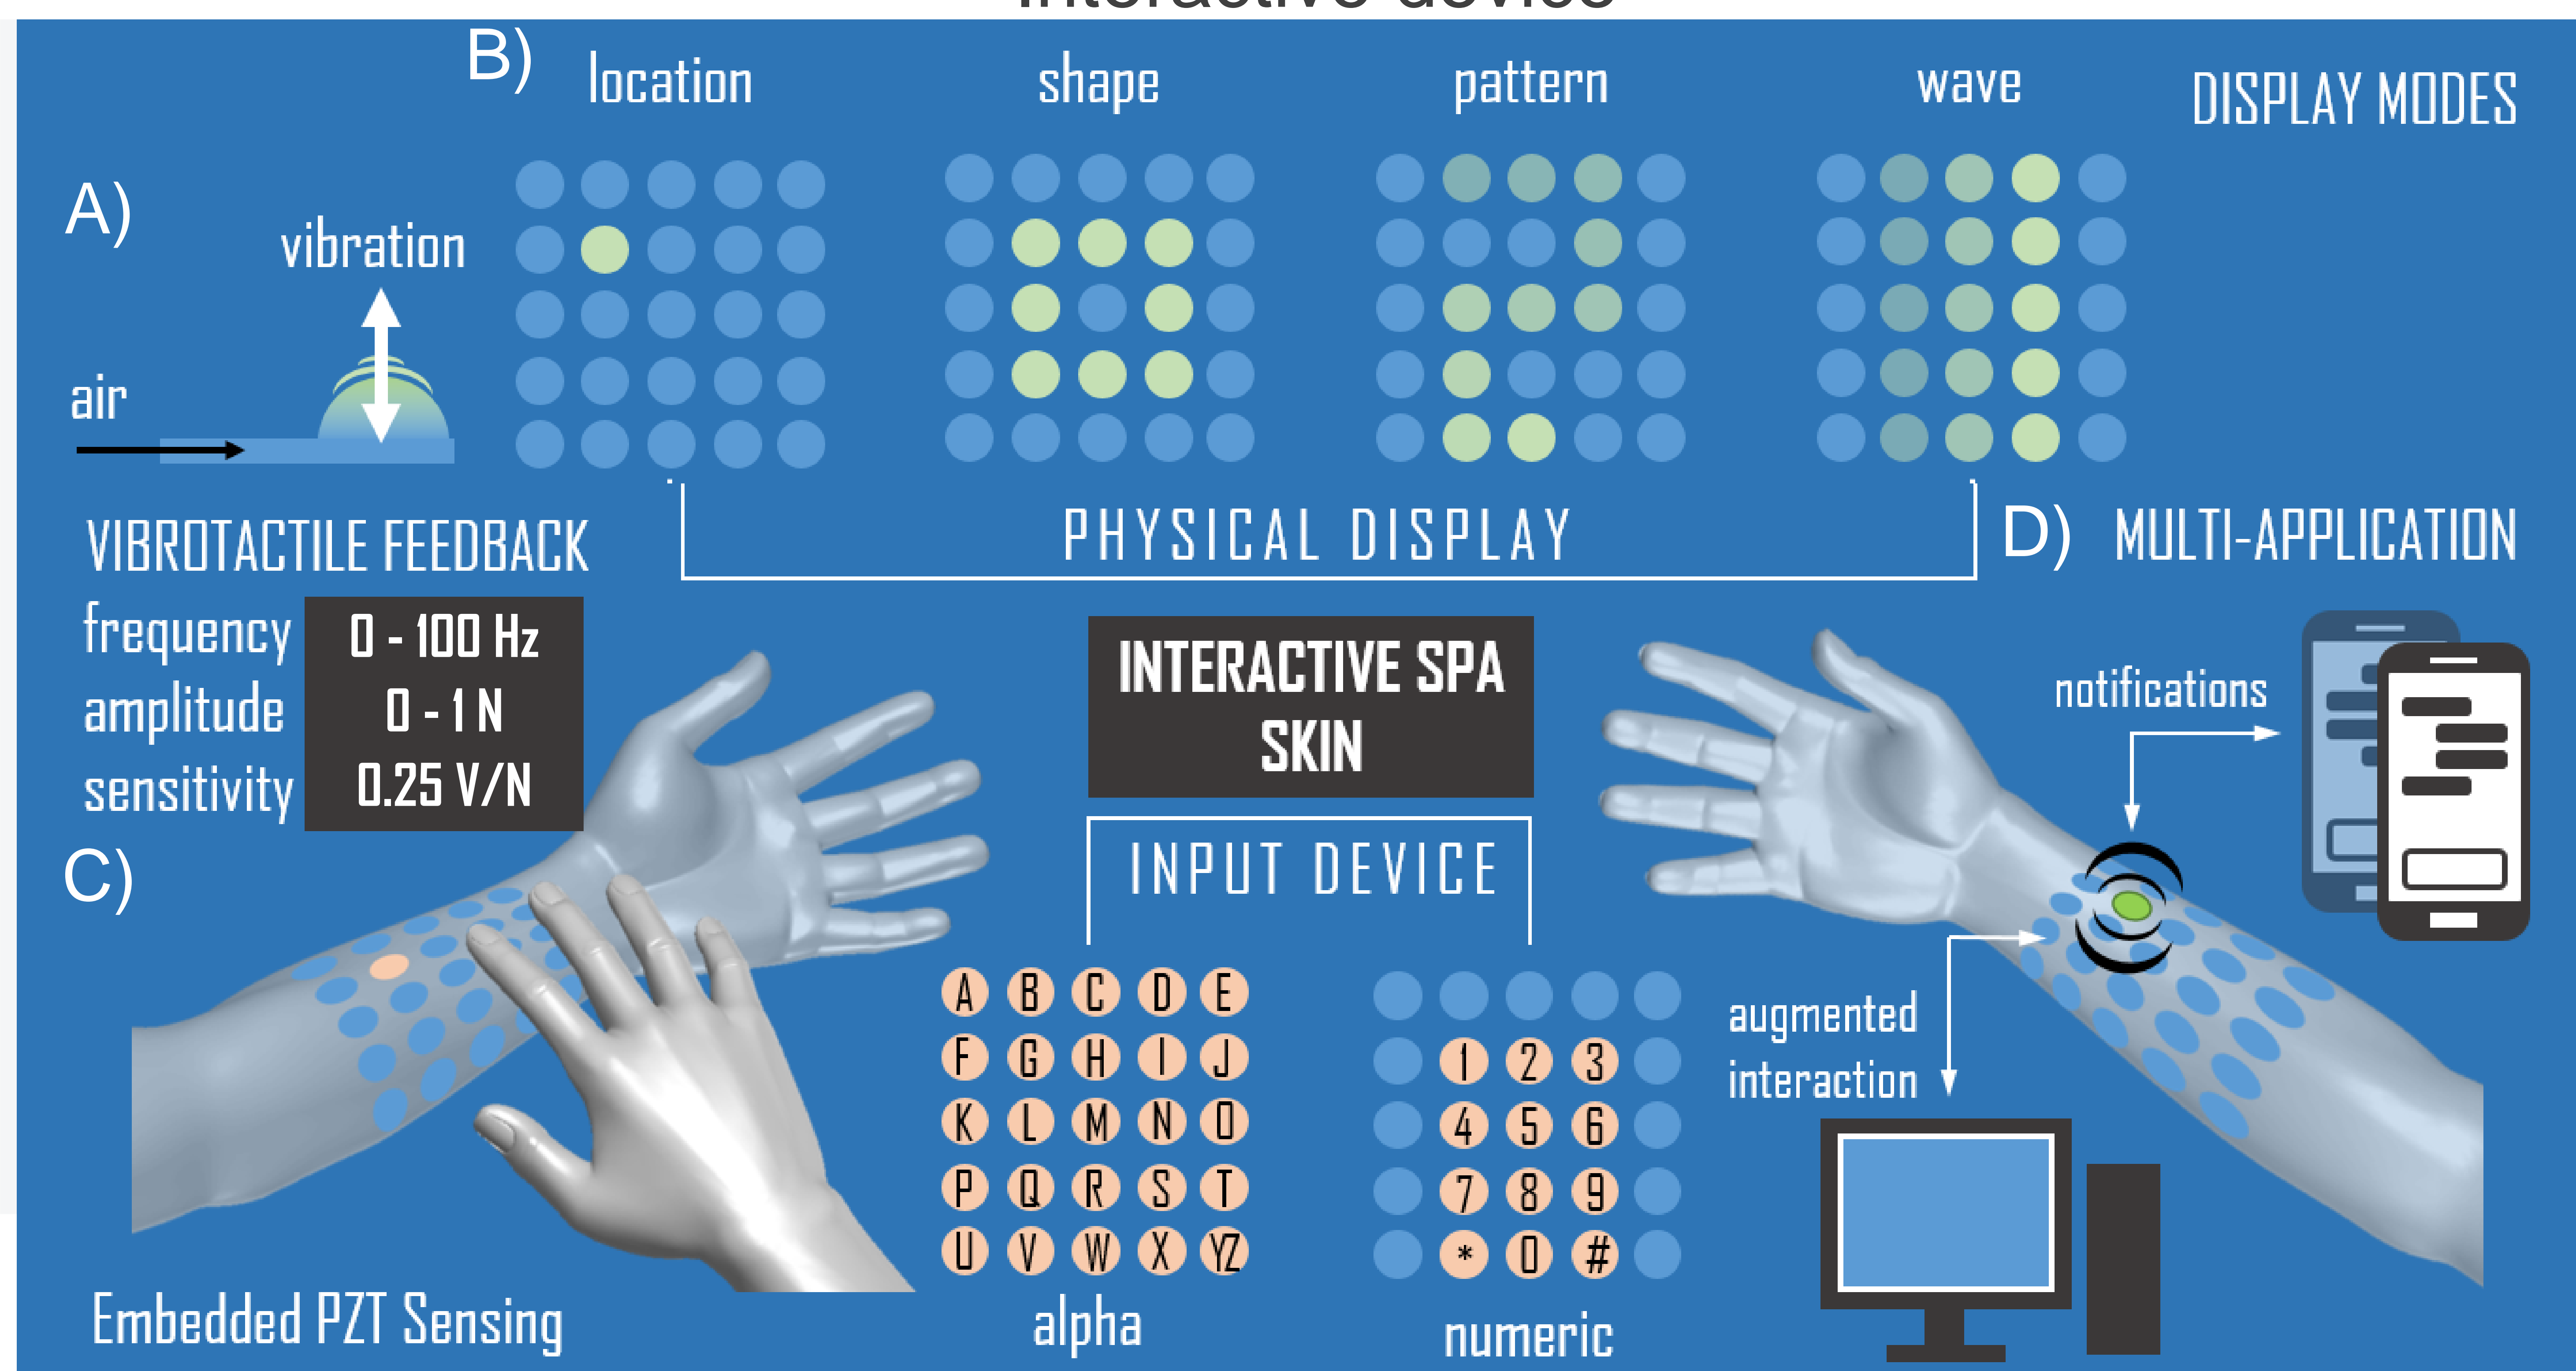 Interactive device
B)
location
shape
pattern
wave
DISPLAY MODES
A)
vibration
air
VIBROTACTILE FEEDBACK
PHYSICAL DISPLAY
D) MULTI-APPLICATION
frequency 0 - 100 Hz
amplitude 0 - 1 N
sensitivity 0.25 V/N
INTERACTIVE SPA
SKIN
notifications
C)
INPUT DEVICE
A B C D E
F G H I J
K L M N O
P Q R S T
U V W X YZ
alpha
1 2 3
4 5 6
7 8 9
* 0 #
numeric
augmented
interaction
Embedded PZT Sensing